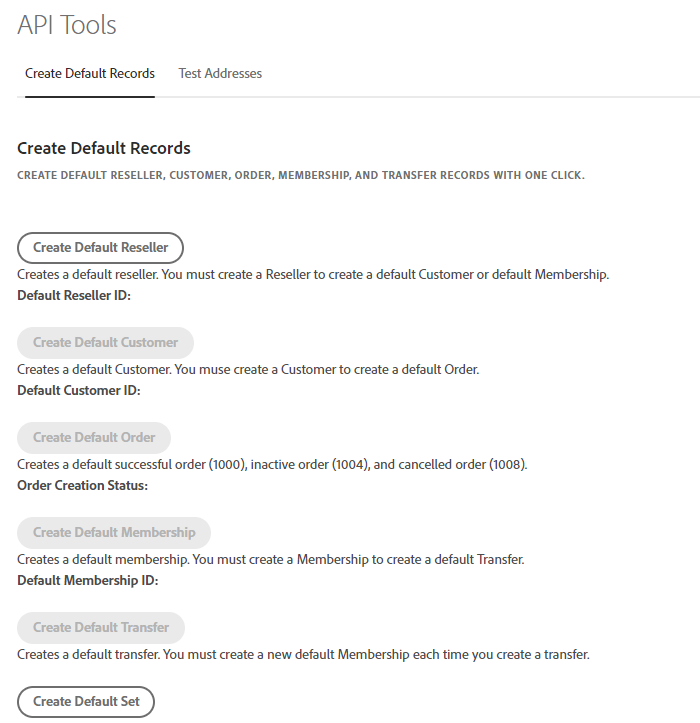 API Tools
Create Default Records Test Addresses
Create Default Records
CREATE DEFAULT RESELLER, CUSTOMER, ORDER, MEMBERSHIP, AND TRANSFER RECORDS WITH ONE CLICK.
Create Default Reseller
Creates a default reseller. You must create a Reseller to create a default Customer or default Membership.
Default Reseller ID:
Create Default Customer
Creates a default Customer. You muse create a Customer to create a default Order.
Default Customer ID:
Create Default Order
Creates a default successful order (1000), inactive order (1004), and cancelled order (1008).
Order Creation Status:
Create Default Membership
Creates a default membership. You must create a Membership to create a default Transfer.
Default Membership ID:
Create Default Transfer
Creates a default transfer. You must create a new default Membership each time you create a transfer.
Create Default Set